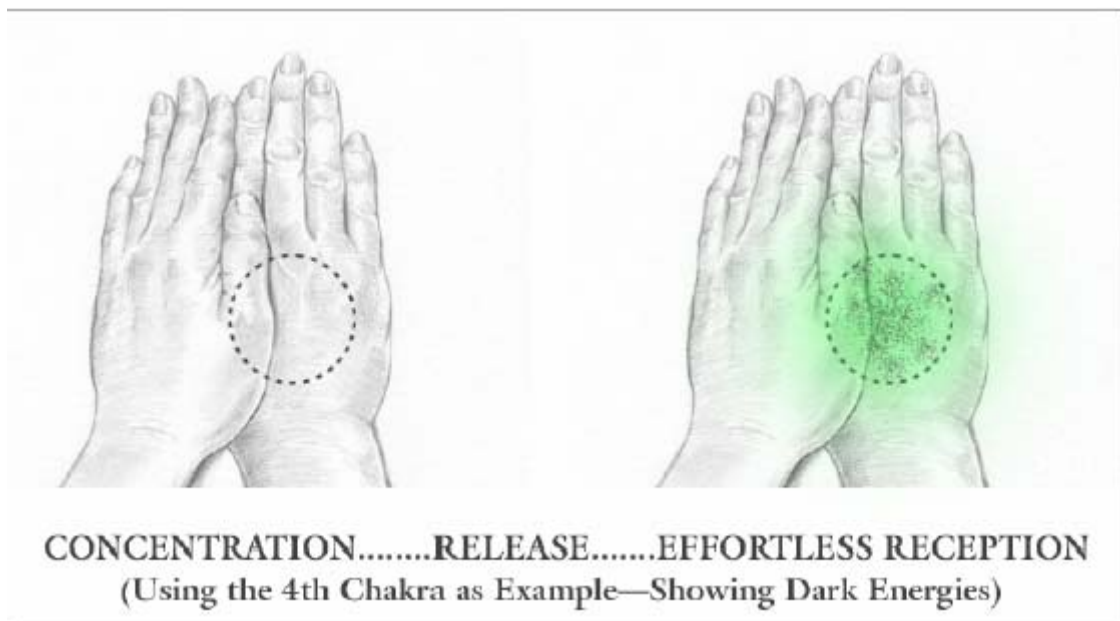 CONCENTRATION........RELEASE.......EFFORTLESS RECEPTION
(Using the 4th Chakra as Example—Showing Dark Energies)